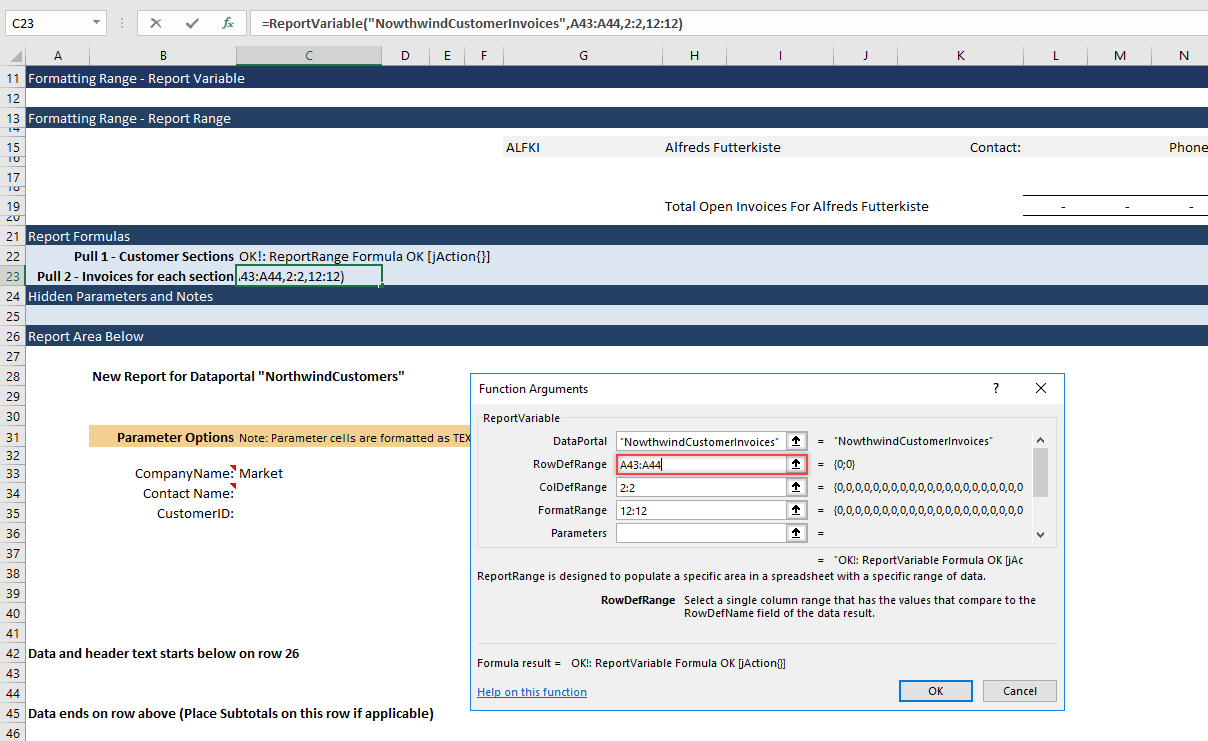 C23 fx =ReportVariable("NowthwindCustomerInvoices",A43:A44,2:2,12:12)
A B C D E F G H I J K L M N
11 Formatting Range - Report Variable
12
13 Formatting Range - Report Range
14
15 ALFKI Alfreds Futterkiste Contact: Phone
16
17
18
19 Total Open Invoices For Alfreds Futterkiste - - -
20
21 Report Formulas
22 Pull 1 - Customer Sections OK!: ReportRange Formula OK [jAction{}]
23 Pull 2 - Invoices for each section A43:A44,2:2,12:12)
24 Hidden Parameters and Notes
25
26 Report Area Below
27
28 New Report for Dataportal "NorthwindCustomers"
29
30
31 Parameter Options Note: Parameter cells are formatted as TEX
32
33 CompanyName: Market
34 Contact Name:
35 CustomerID:
36
37
38
39
40
41
42 Data and header text starts below on row 26
43
44
45 Data ends on row above (Place Subtotals on this row if applicable)
46
Function Arguments ?
ReportVariable
DataPortal "NowthwindCustomerInvoices" = "NowthwindCustomerInvoices"
RowDefRange A43:A44 = {0;0}
ColDefRange 2:2 = {0,0,0,0,0,0,0,0,0,0,0,0,0,0,0,0,0,0,0,0,0
FormatRange 12:12 = {0,0,0,0,0,0,0,0,0,0,0,0,0,0,0,0,0,0,0,0,0
Parameters =
= "OK!: ReportVariable Formula OK [jAc
ReportRange is designed to populate a specific area in a spreadsheet with a specific range of data.
RowDefRange Select a single column range that has the values that compare to the
RowDefName field of the data result.
Formula result = OK!: ReportVariable Formula OK [jAction{}]
Help on this function OK Cancel